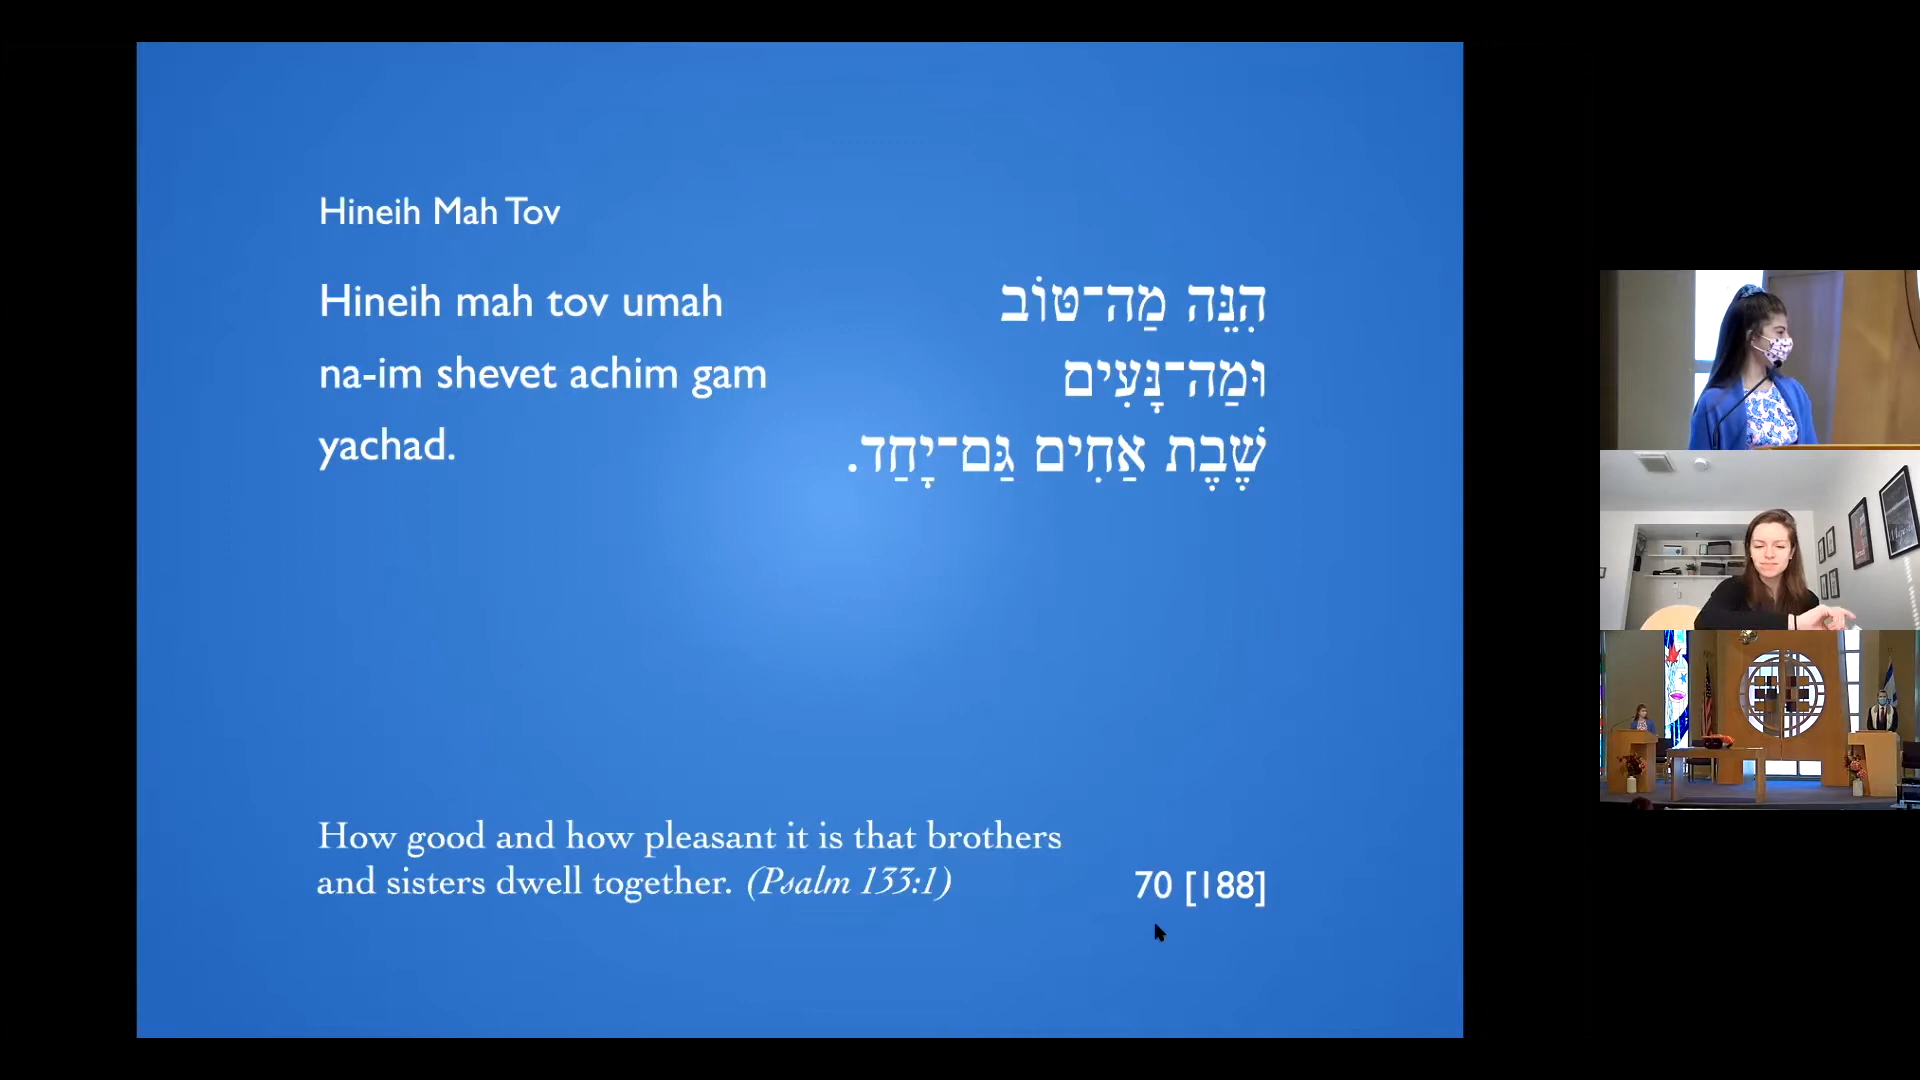 Hineih Mah Tov
Hineih mah tov umah
na-im shevet achim gam
yachad.
הִנֵּה מַה־טּוֹב
וּמַה־נָּעִים
שֶׁבֶת אַחִים גַּם־יָחַד.
How good and how pleasant it is that brothers
and sisters dwell together. (Psalm 133:1)
70 [188]